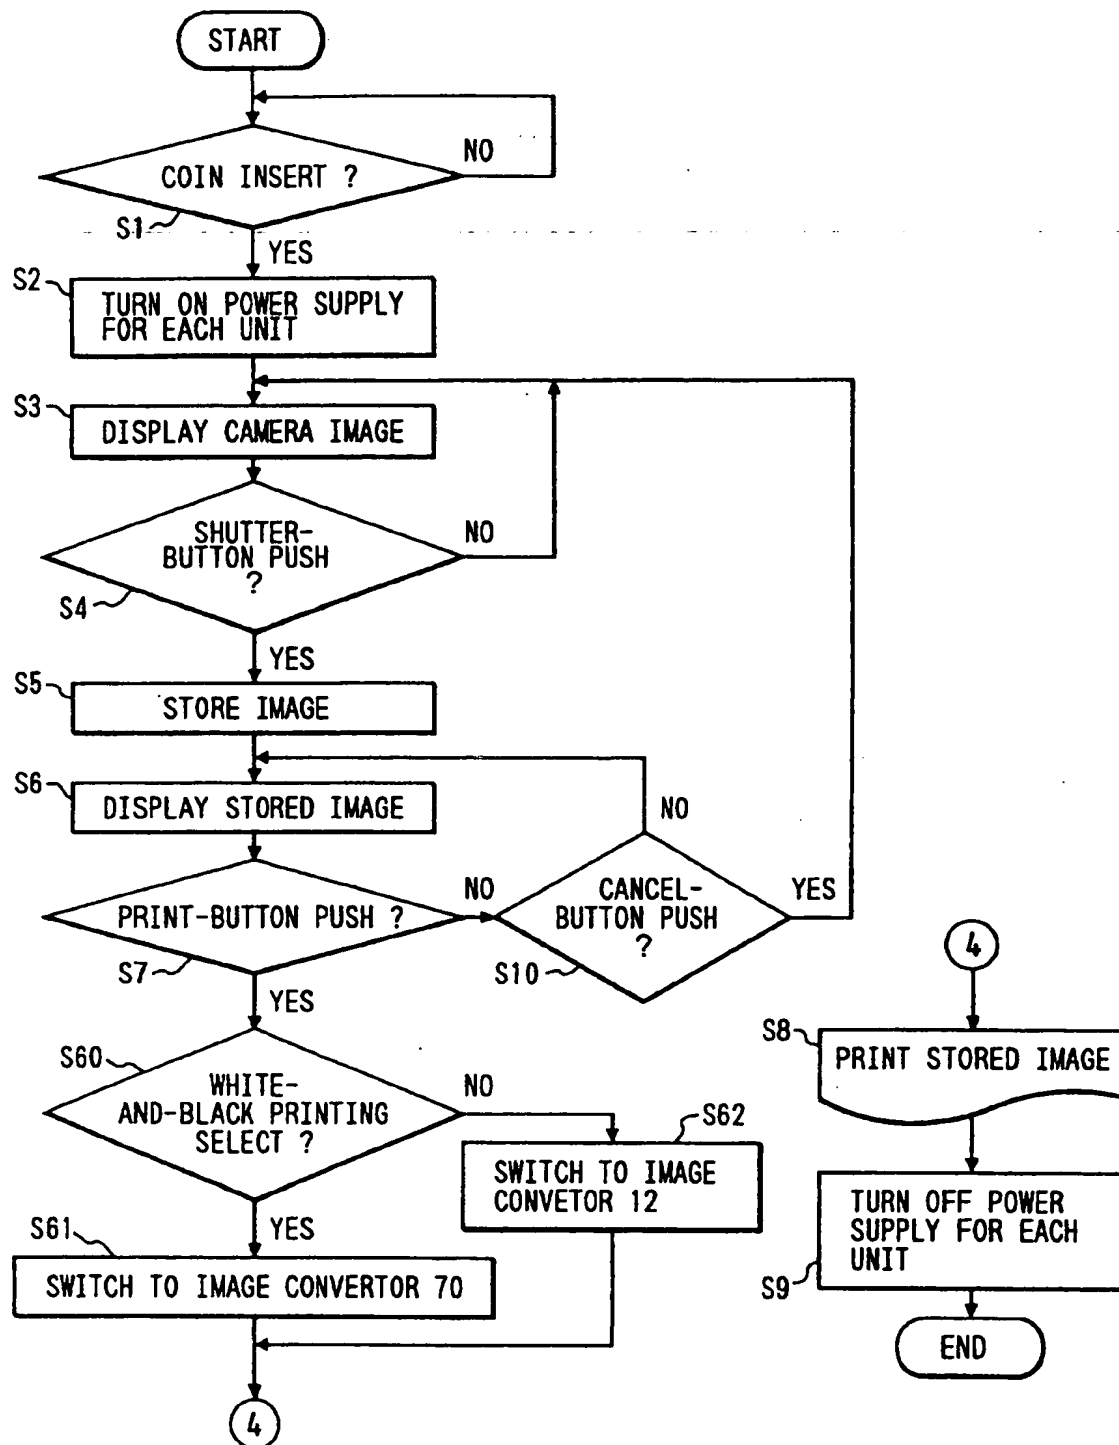 START
NO
COIN INSERT ?
S1
YES
S2
TURN ON POWER SUPPLY
FOR EACH UNIT
S3
DISPLAY CAMERA IMAGE
NO
SHUTTER-
BUTTON PUSH
?
S4
YES
S5
STORE IMAGE
S6
DISPLAY STORED IMAGE
NO
NO
CANCEL-
BUTTON PUSH
?
YES
PRINT-BUTTON PUSH ?
S7
S10
YES
S60
WHITE-
AND-BLACK PRINTING
SELECT ?
NO
S62
SWITCH TO IMAGE
CONVETOR 12
YES
S61
SWITCH TO IMAGE CONVERTOR 70
4
4
S8
PRINT STORED IMAGE
TURN OFF POWER
SUPPLY FOR EACH
UNIT
S9
END